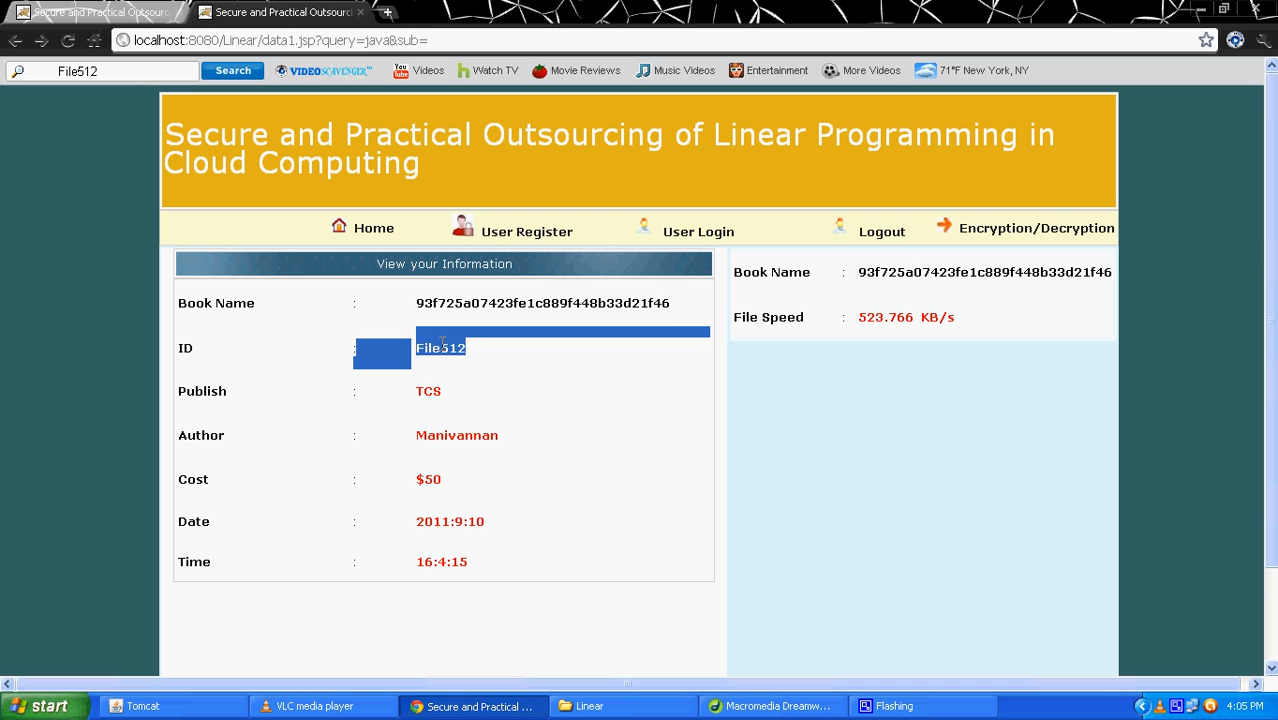 Secure and Practical Outsourc
Secure and Practical Outsourci
localhost:8080/Linear/data1.jsp?query=java&sub=
File512
Search
VIDEOSCAVENGER
YouTube
Videos
h
Watch TV
Movie Reviews
Music Videos
Entertainment
More Videos
71°F New York, NY
Secure and Practical Outsourcing of Linear Programming in
Cloud Computing
Home
User Register
User Login
Logout
Encryption/Decryption
View your Information
Book Name : 93f725a07423fe1c889f448b33d21f46
ID : File512
Publish : TCS
Author : Manivannan
Cost : $50
Date : 2011:9:10
Time : 16:4:15
Book Name : 93f725a07423fe1c889f448b33d21f46
File Speed : 523.766 KB/s
start
Tomcat
VLC media player
Secure and Practical ...
Linear
Macromedia Dreamw...
Flashing
4:05 PM